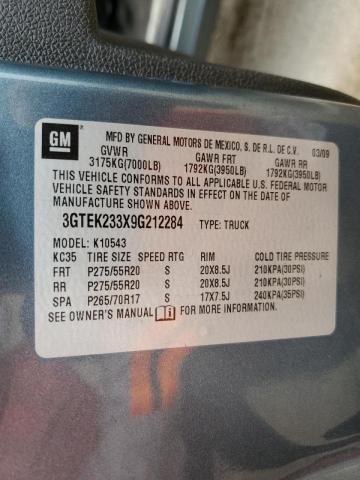 GM
MFD BY GENERAL MOTORS DE MEXICO, S. DE R.L. DE C.V. 03/09
GVWR GAWR FRT GAWR RR
3175KG(7000LB) 1792KG(3950LB) 1792KG(3950LB)
THIS VEHICLE CONFORMS TO ALL APPLICABLE U.S. FEDERAL MOTOR
VEHICLE SAFETY STANDARDS IN EFFECT ON THE DATE OF
MANUFACTURE SHOWN ABOVE.
3GTEK233X9G212284 TYPE: TRUCK
MODEL: K10543
KC35 TIRE SIZE SPEED RTG RIM COLD TIRE PRESSURE
FRT P275/55R20 S 20X8.5J 210KPA(30PSI)
RR P275/55R20 S 20X8.5J 210KPA(30PSI)
SPA P265/70R17 S 17X7.5J 240KPA(35PSI)
SEE OWNER'S MANUAL FOR MORE INFORMATION.